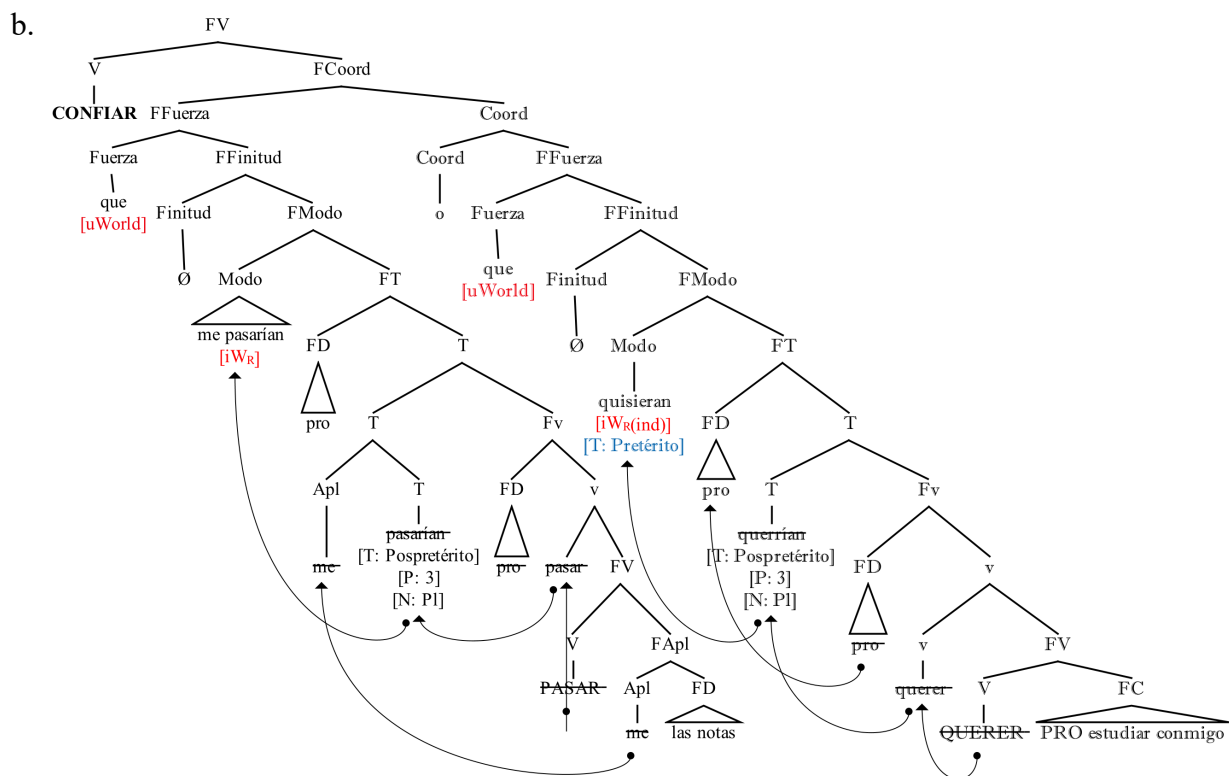 b.
FV
V FCoord
CONFIAR FFuerza Coord
Fuerza FFinitud Coord FFuerza
que Finitud FModo o Fuerza FFinitud
[uWorld]
Ø Modo FT que Finitud FModo
[uWorld]
me pasarían FD T Ø Modo FT
[iWR]
pro T Fv quisieran FD T
[iWR(ind)]
[T: Pretérito]
Apl T FD v pro T Fv
me pasarían pro pasar FV querrían FD v
[T: Pospretérito] [T: Pospretérito]
[P: 3] [P: 3]
[N: Pl] [N: Pl]
V FApl pro v FV
PASAR Apl FD querer V FC
me las notas QUERER PRO estudiar conmigo